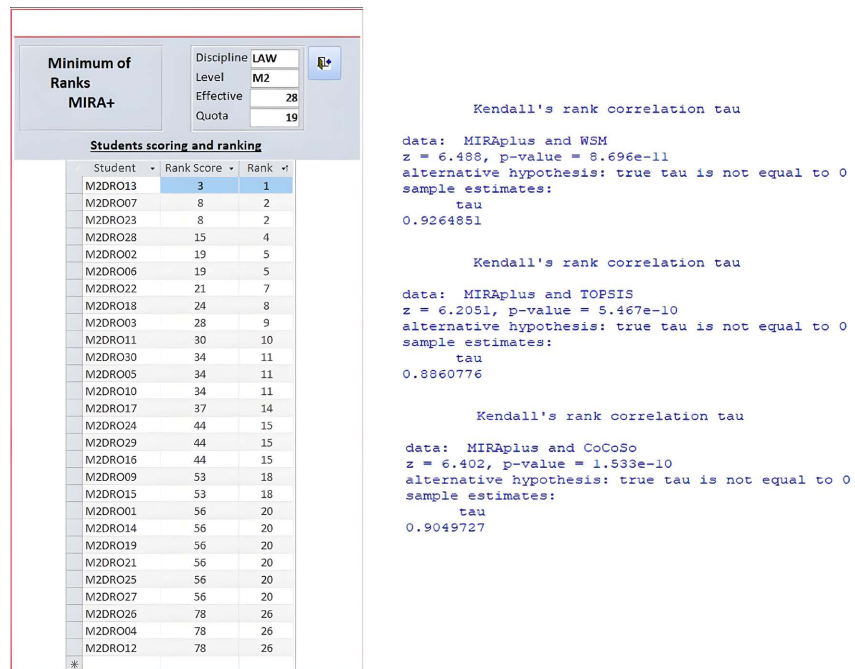 Minimum of
Ranks
MIRA+
Discipline LAW
Level M2
Effective 28
Quota 19
Students scoring and ranking
Student Rank Score Rank
M2DRO13 3 1
M2DRO07 8 2
M2DRO23 8 2
M2DRO28 15 4
M2DRO02 19 5
M2DRO06 19 5
M2DRO22 21 7
M2DRO18 24 8
M2DRO03 28 9
M2DRO11 30 10
M2DRO30 34 11
M2DRO05 34 11
M2DRO10 34 11
M2DRO17 37 14
M2DRO24 44 15
M2DRO29 44 15
M2DRO16 44 15
M2DRO09 53 18
M2DRO15 53 18
M2DRO01 56 20
M2DRO14 56 20
M2DRO19 56 20
M2DRO21 56 20
M2DRO25 56 20
M2DRO27 56 20
M2DRO26 78 26
M2DRO04 78 26
M2DRO12 78 26
*
Kendall's rank correlation tau
data: MIRAplus and WSM
z = 6.488, p-value = 8.696e-11
alternative hypothesis: true tau is not equal to 0
sample estimates:
tau
0.9264851
Kendall's rank correlation tau
data: MIRAplus and TOPSIS
z = 6.2051, p-value = 5.467e-10
alternative hypothesis: true tau is not equal to 0
sample estimates:
tau
0.8860776
Kendall's rank correlation tau
data: MIRAplus and CoCoSo
z = 6.402, p-value = 1.533e-10
alternative hypothesis: true tau is not equal to 0
sample estimates:
tau
0.9049727